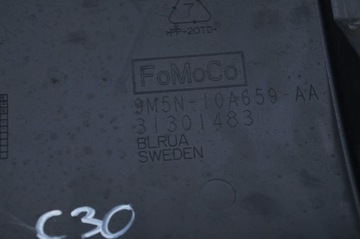 7
>PP-20TD<
FoMoCo
9M5N-10A659-AA
31301483
BLRUA
SWEDEN
C30